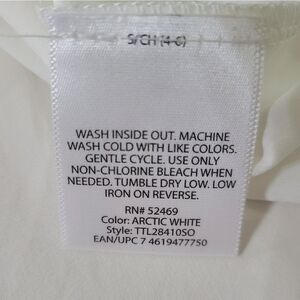 S/CH (4-6)
WASH INSIDE OUT. MACHINE
WASH COLD WITH LIKE COLORS.
GENTLE CYCLE. USE ONLY
NON-CHLORINE BLEACH WHEN
NEEDED. TUMBLE DRY LOW. LOW
IRON ON REVERSE.
RN# 52469
Color: ARCTIC WHITE
Style: TTL28410SO
EAN/UPC 7 4619477750